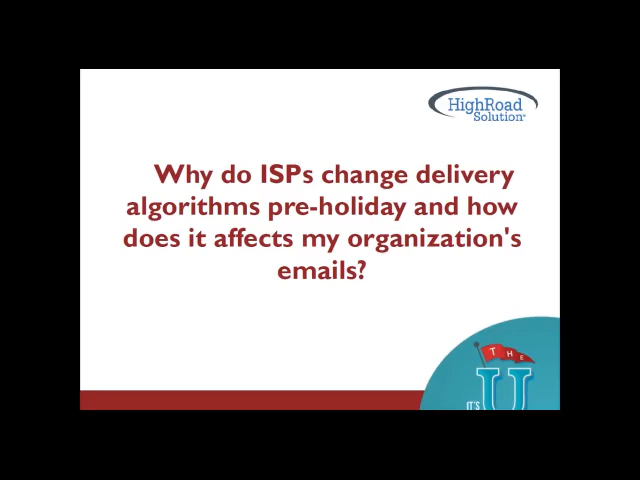 HighRoad
Solution
Why do ISPs change delivery
algorithms pre-holiday and how
does it affects my organization's
emails?
THE
IT'S U